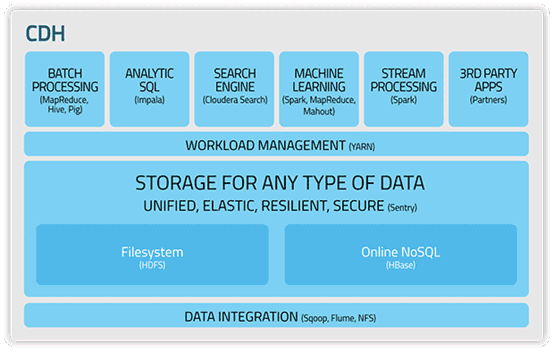 CDH
BATCH
PROCESSING
(MapReduce,
Hive, Pig)
ANALYTIC
SQL
(Impala)
SEARCH
ENGINE
(Cloudera Search)
MACHINE
LEARNING
(Spark, MapReduce,
Mahout)
STREAM
PROCESSING
(Spark)
3RD PARTY
APPS
(Partners)
WORKLOAD MANAGEMENT (YARN)
STORAGE FOR ANY TYPE OF DATA
UNIFIED, ELASTIC, RESILIENT, SECURE (Sentry)
Filesystem
(HDFS)
Online NoSQL
(HBase)
DATA INTEGRATION (Sqoop, Flume, NFS)